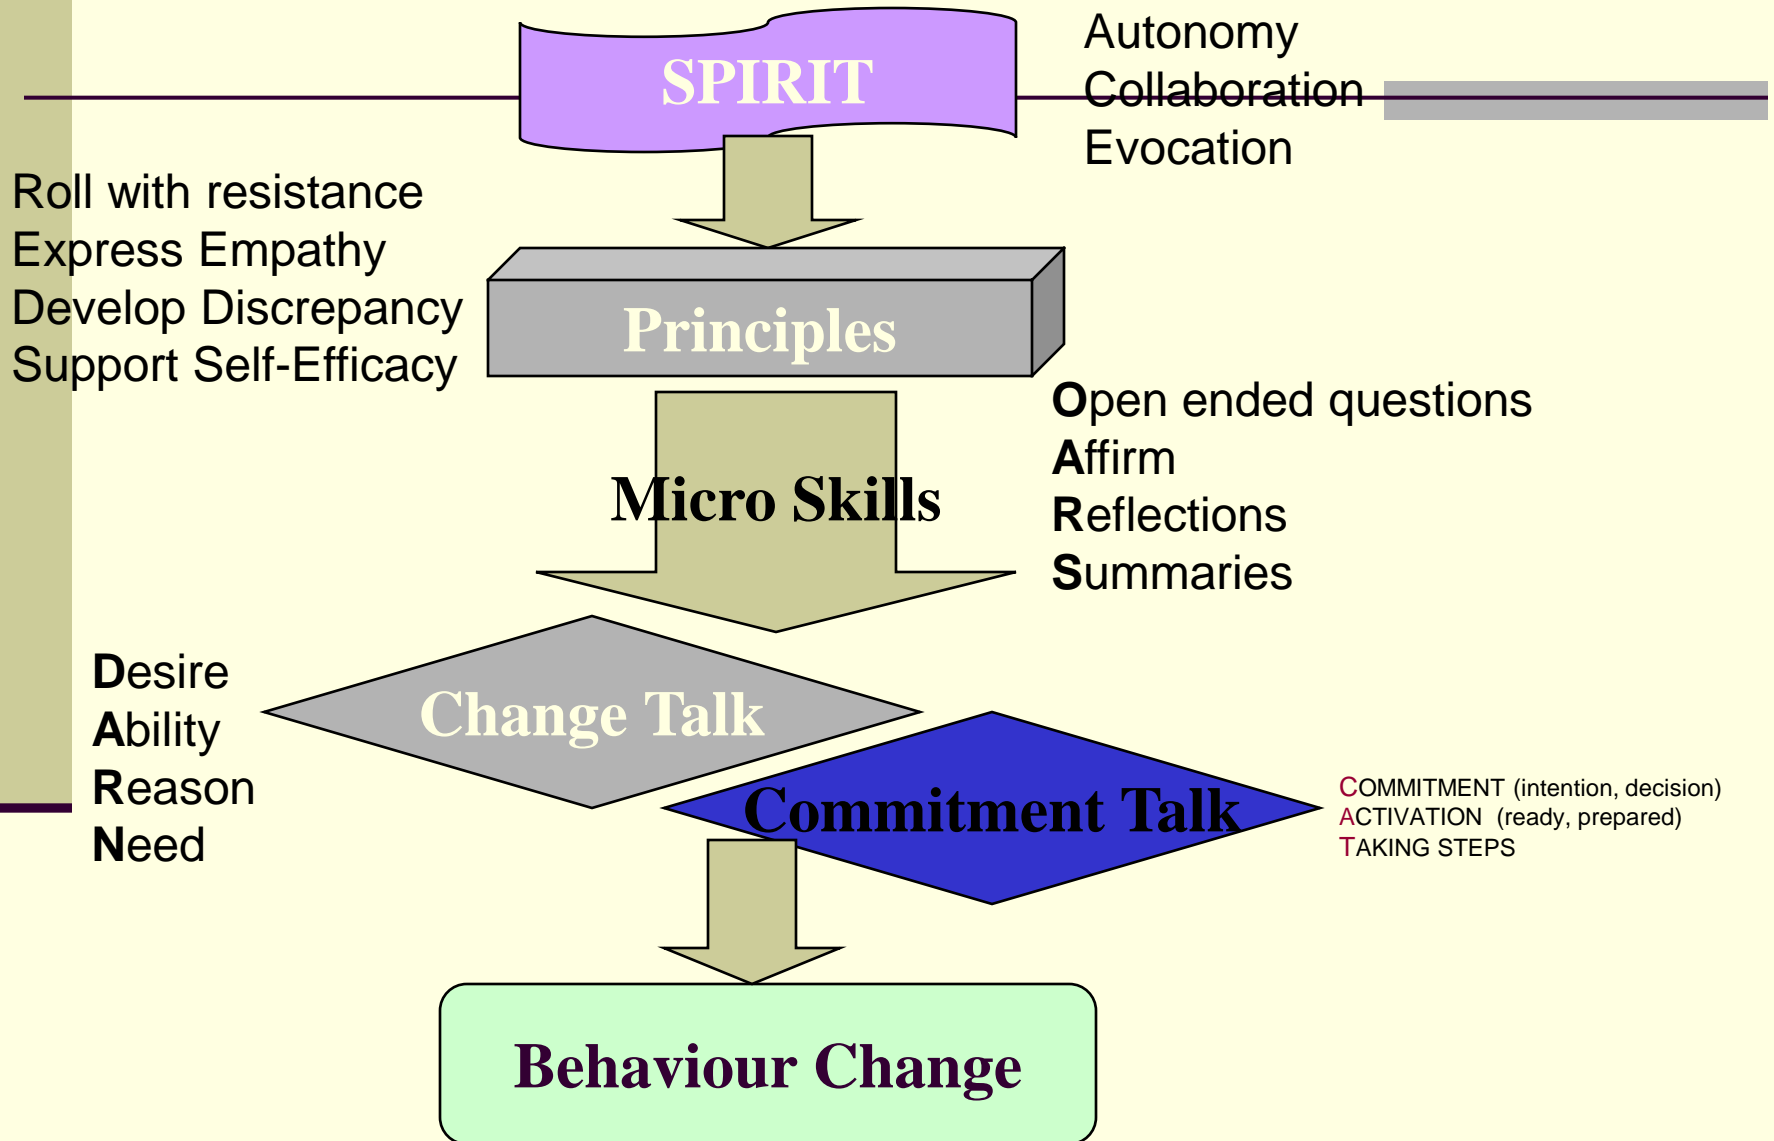 SPIRIT
Autonomy
Collaboration
Evocation
Roll with resistance
Express Empathy
Develop Discrepancy
Support Self-Efficacy
Principles
Open ended questions
Affirm
Reflections
Summaries
Micro Skills
Desire
Ability
Reason
Need
Change Talk
Commitment Talk
COMMITMENT (intention, decision)
ACTIVATION (ready, prepared)
TAKING STEPS
Behaviour Change